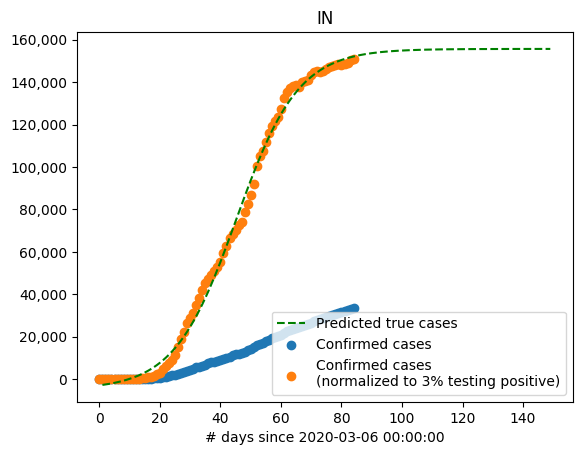 IN
160,000
140,000
120,000
100,000
80,000
60,000
40,000
20,000
0
0 20 40 60 80 100 120 140
# days since 2020-03-06 00:00:00
Predicted true cases
Confirmed cases
Confirmed cases
(normalized to 3% testing positive)